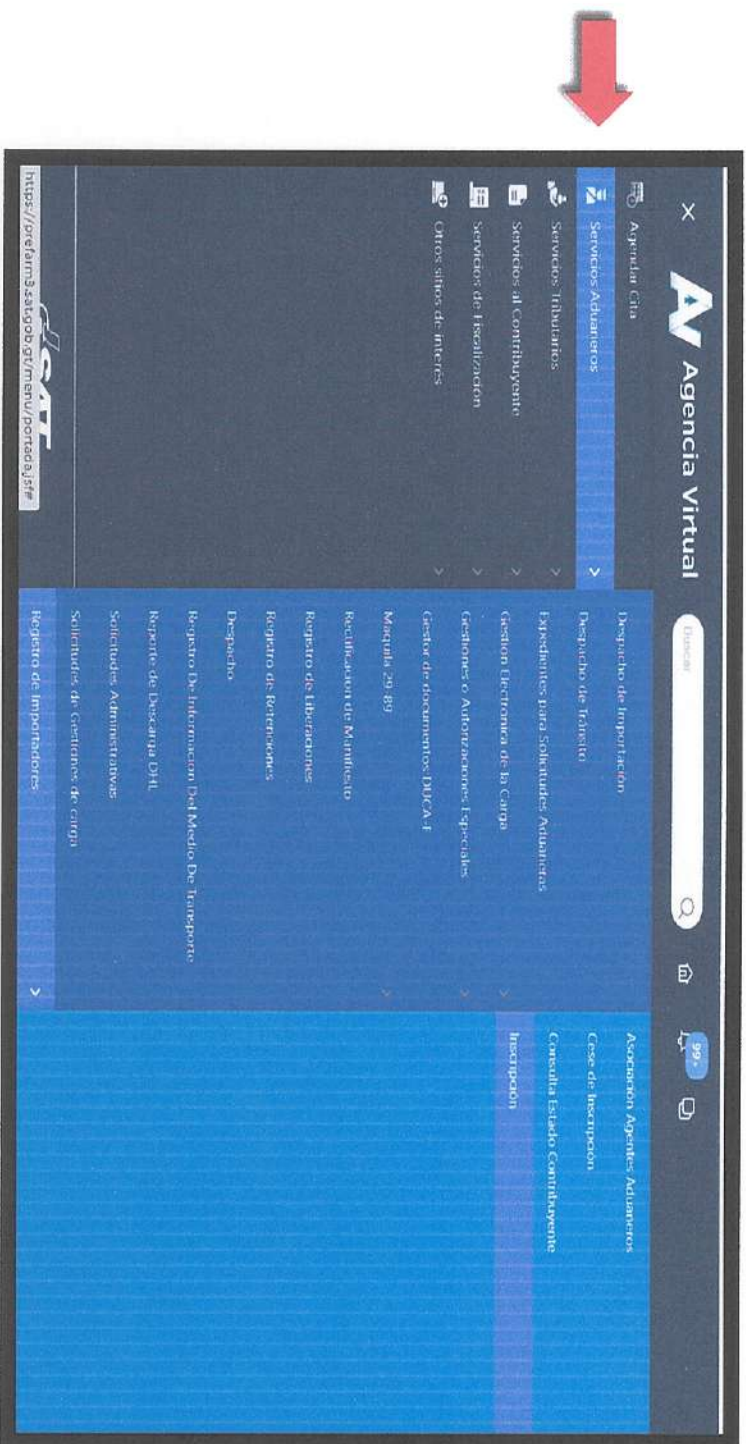 Agencia Virtual
Buscar
99+
Agendar Cita
Servicios Aduaneros
Servicios Tributarios
Servicios al Contribuyente
Servicios de Fiscalización
Otros sitios de interés
SAT
https://prefarm3.sat.gob.gt/menu/portada.jsf#
Despacho de Importación
Despacho de Tránsito
Expedientes para Solicitudes Aduaneras
Gestion Electronica de la Carga
Gestiones o Autorizaciones Especiales
Gestor de documentos DUCA-F
Maquila 29-89
Rectificacion de Manifiesto
Registro de Liberaciones
Registro de Retenciones
Despacho
Registro De Informacion Del Medio De Transporte
Reporte de Descarga DHL
Solicitudes Administrativas
Solicitudes de Gestiones de carga
Registro de Importadores
Asociación Agentes Aduaneros
Cese de Inscripción
Consulta Estado Contribuyente
Inscripción